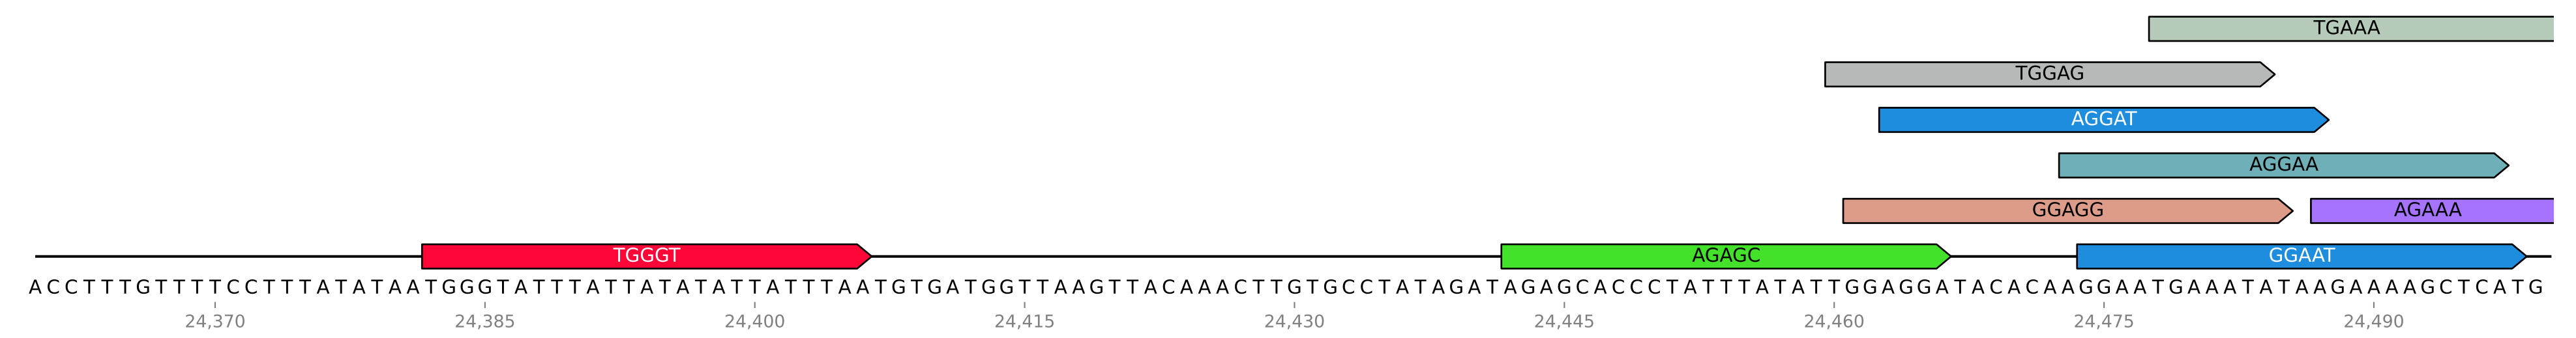 TGAAA
TGGAG
AGGAT
AGGAA
GGAGG AGAAA
TGGGT AGAGC GGAAT
ACCTTTGTTTTCCTTTATATAATGGGTATTTATTATATATTATTTAATGTGATGGTTAAGTTACAAACTTGTGCCTATAGATAGAGCACCCTATTTATATTGGAGGATACACAAGGAATGAAATATAAGAAAAGCTCATG
24,370 24,385 24,400 24,415 24,430 24,445 24,460 24,475 24,490